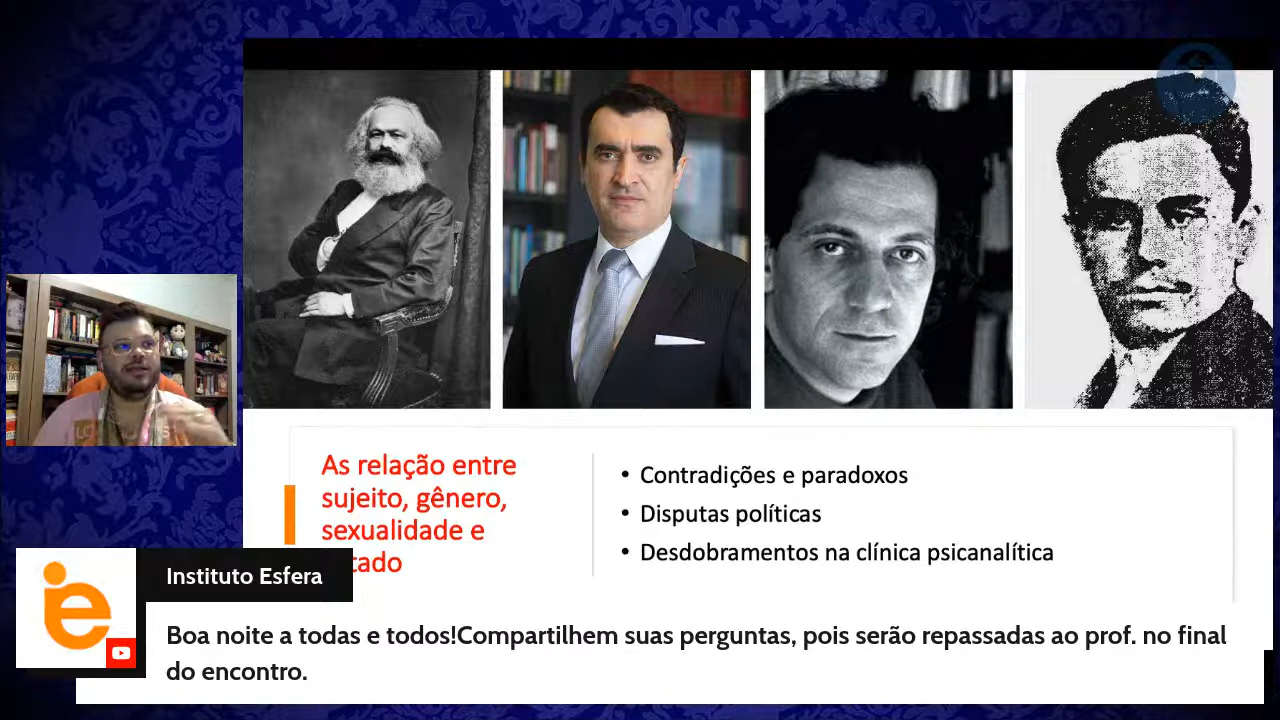 As relação entre
sujeito, gênero,
sexualidade e
tado
• Contradições e paradoxos
• Disputas políticas
• Desdobramentos na clínica psicanalítica
Instituto Esfera
Boa noite a todas e todos!Compartilhem suas perguntas, pois serão repassadas ao prof. no final
do encontro.